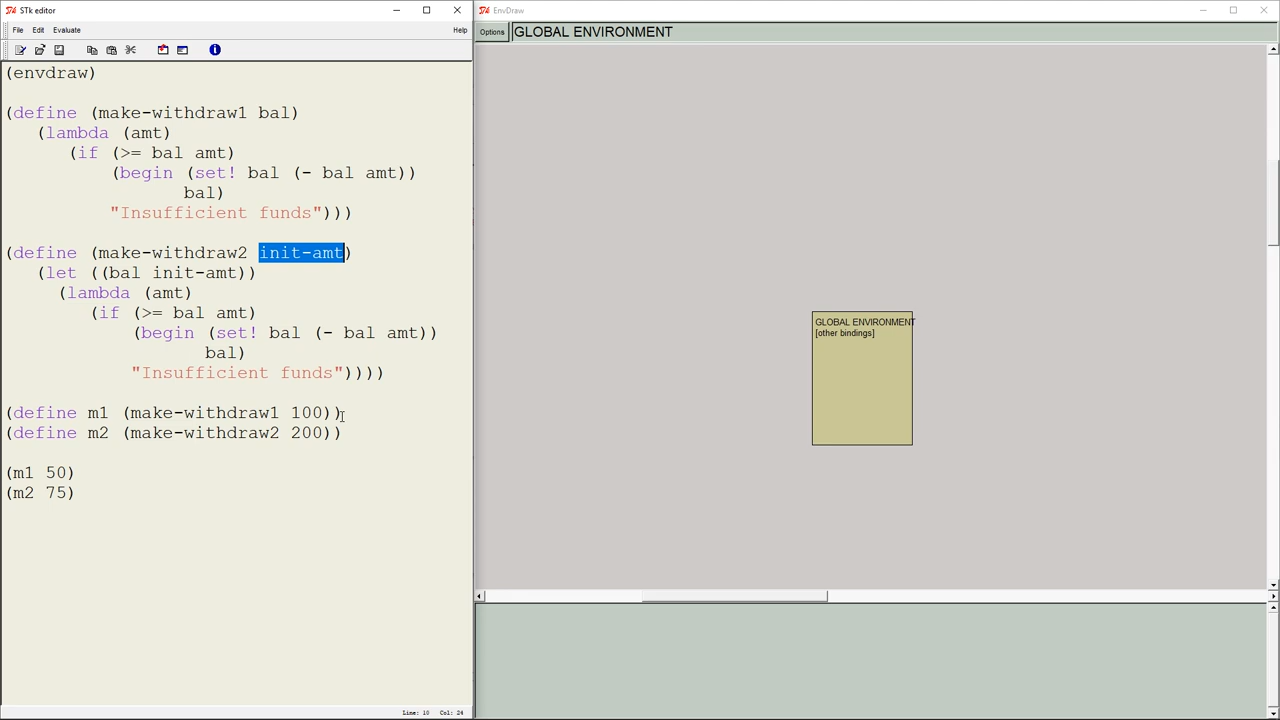 STk editor
File Edit Evaluate Help
(envdraw)
(define (make-withdraw1 bal)
(lambda (amt)
(if (>= bal amt)
(begin (set! bal (- bal amt))
bal)
"Insufficient funds")))
(define (make-withdraw2 init-amt)
(let ((bal init-amt))
(lambda (amt)
(if (>= bal amt)
(begin (set! bal (- bal amt))
bal)
"Insufficient funds"))))
(define m1 (make-withdraw1 100))
(define m2 (make-withdraw2 200))
(m1 50)
(m2 75)
Line: 10 Col: 24
EnvDraw
Options GLOBAL ENVIRONMENT
GLOBAL ENVIRONMENT
[other bindings]